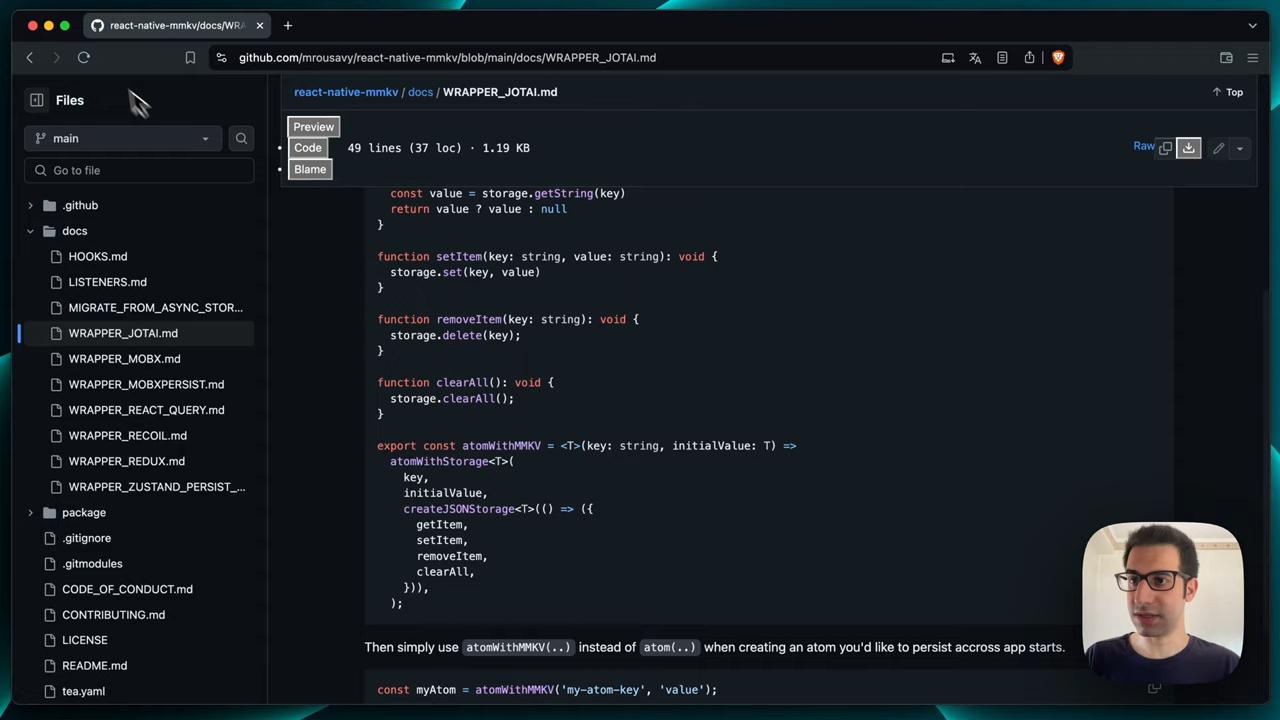 react-native-mmkv/docs/WRA
github.com/mrousavy/react-native-mmkv/blob/main/docs/WRAPPER_JOTAI.md
Files
main
Go to file
.github
docs
HOOKS.md
LISTENERS.md
MIGRATE_FROM_ASYNC_STOR...
WRAPPER_JOTAI.md
WRAPPER_MOBX.md
WRAPPER_MOBXPERSIST.md
WRAPPER_REACT_QUERY.md
WRAPPER_RECOIL.md
WRAPPER_REDUX.md
WRAPPER_ZUSTAND_PERSIST_...
package
.gitignore
.gitmodules
CODE_OF_CONDUCT.md
CONTRIBUTING.md
LICENSE
README.md
tea.yaml
react-native-mmkv / docs / WRAPPER_JOTAI.md
Top
Preview
Code
Blame
49 lines (37 loc) · 1.19 KB
Raw
const value = storage.getString(key)
return value ? value : null
}
function setItem(key: string, value: string): void {
storage.set(key, value)
}
function removeItem(key: string): void {
storage.delete(key);
}
function clearAll(): void {
storage.clearAll();
}
export const atomWithMMKV = <T>(key: string, initialValue: T) =>
atomWithStorage<T>(
key,
initialValue,
createJSONStorage<T>(() => ({
getItem,
setItem,
removeItem,
clearAll,
})),
);
Then simply use atomWithMMKV(..) instead of atom(..) when creating an atom you'd like to persist accross app starts.
const myAtom = atomWithMMKV('my-atom-key', 'value');